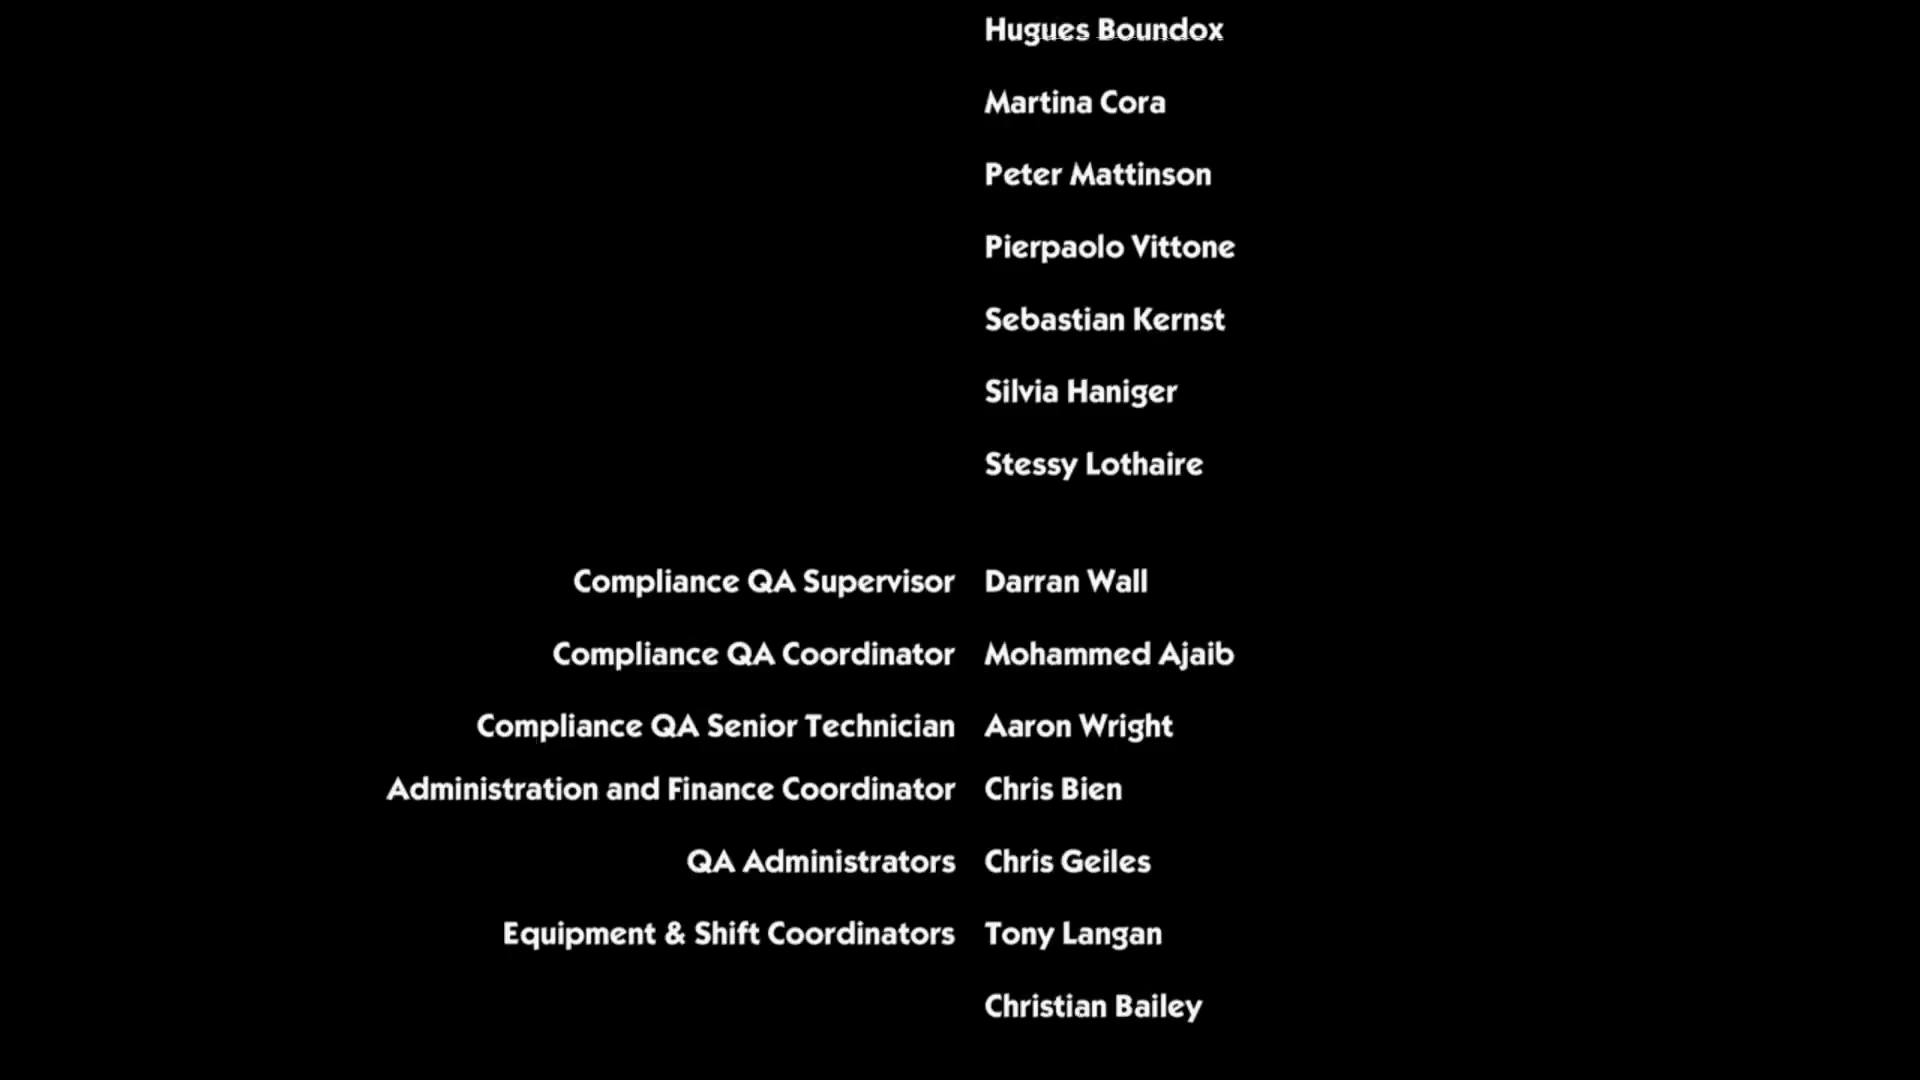 Hugues Boundox
Martina Cora
Peter Mattinson
Pierpaolo Vittone
Sebastian Kernst
Silvia Haniger
Stessy Lothaire
Compliance QA Supervisor Darran Wall
Compliance QA Coordinator Mohammed Ajaib
Compliance QA Senior Technician Aaron Wright
Administration and Finance Coordinator Chris Bien
QA Administrators Chris Geiles
Equipment & Shift Coordinators Tony Langan
Christian Bailey